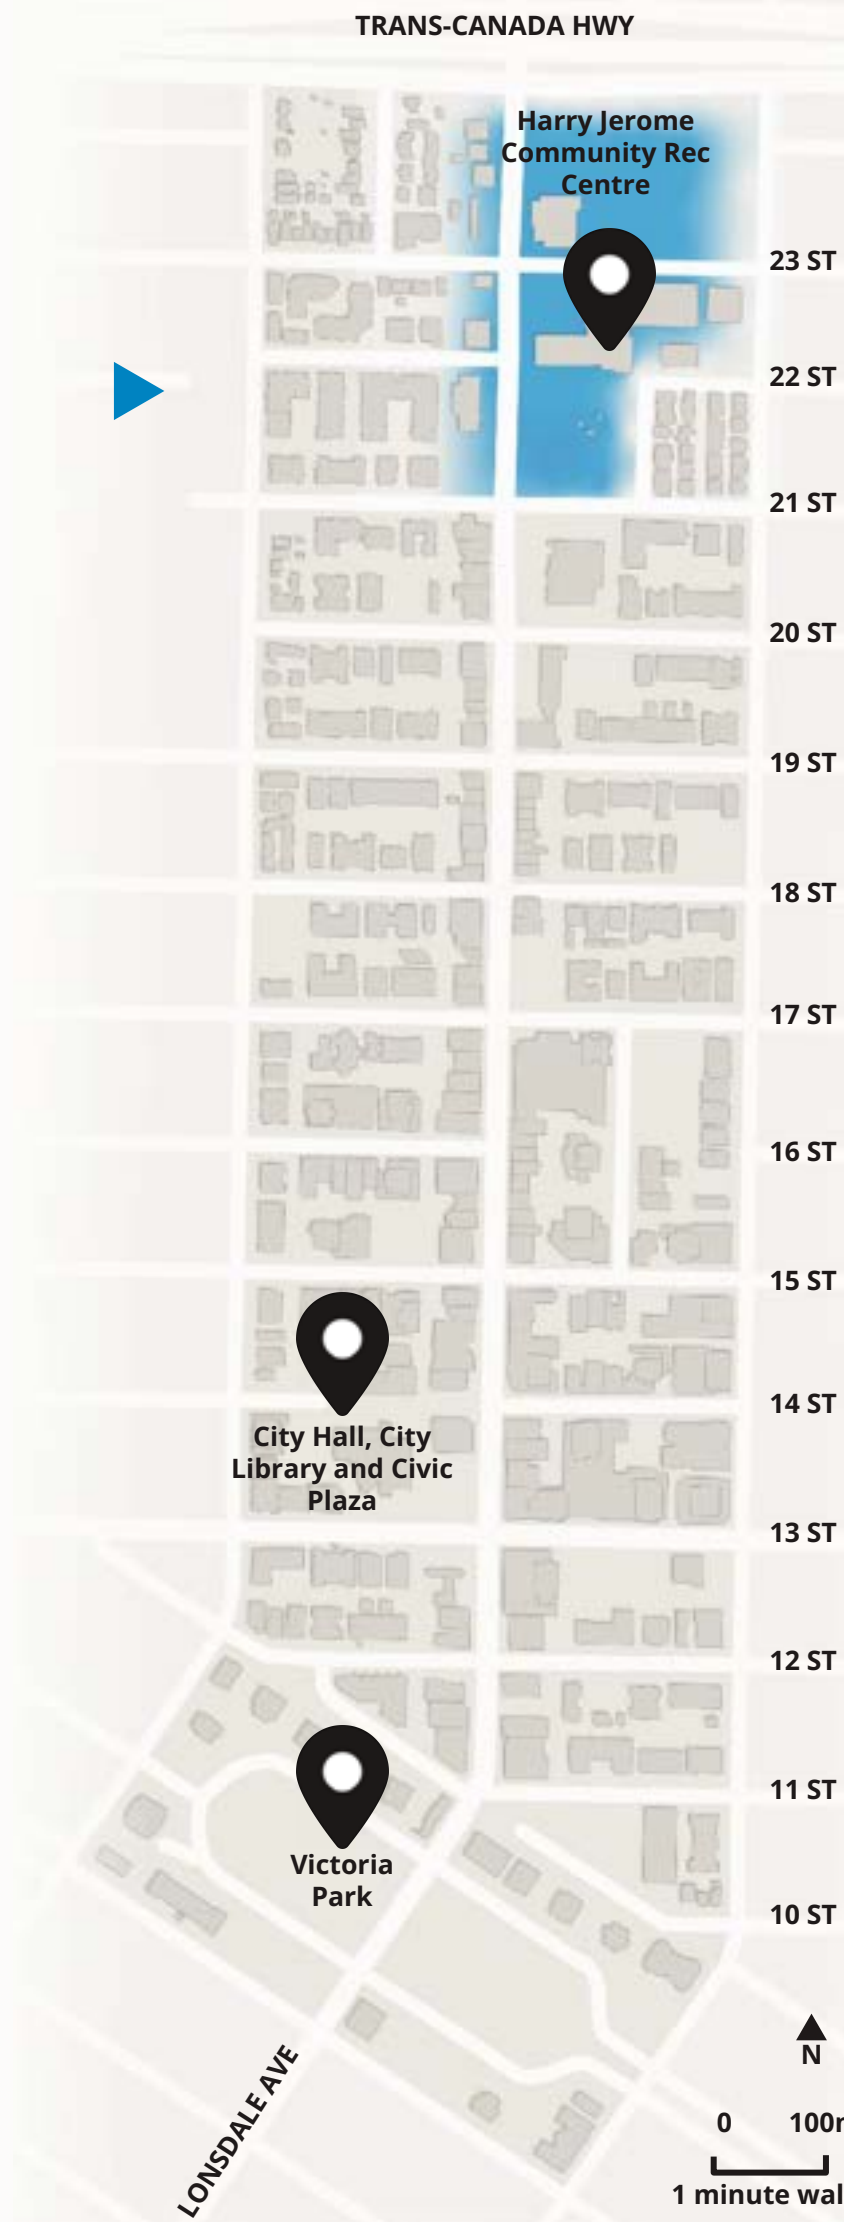 TRANS-CANADA HWY
Harry Jerome
Community Rec
Centre
23 ST
22 ST
21 ST
20 ST
19 ST
18 ST
17 ST
16 ST
15 ST
14 ST
City Hall, City
Library and Civic
Plaza
13 ST
12 ST
11 ST
Victoria
Park
10 ST
N
LONSDALE AVE
0 100m
1 minute wal